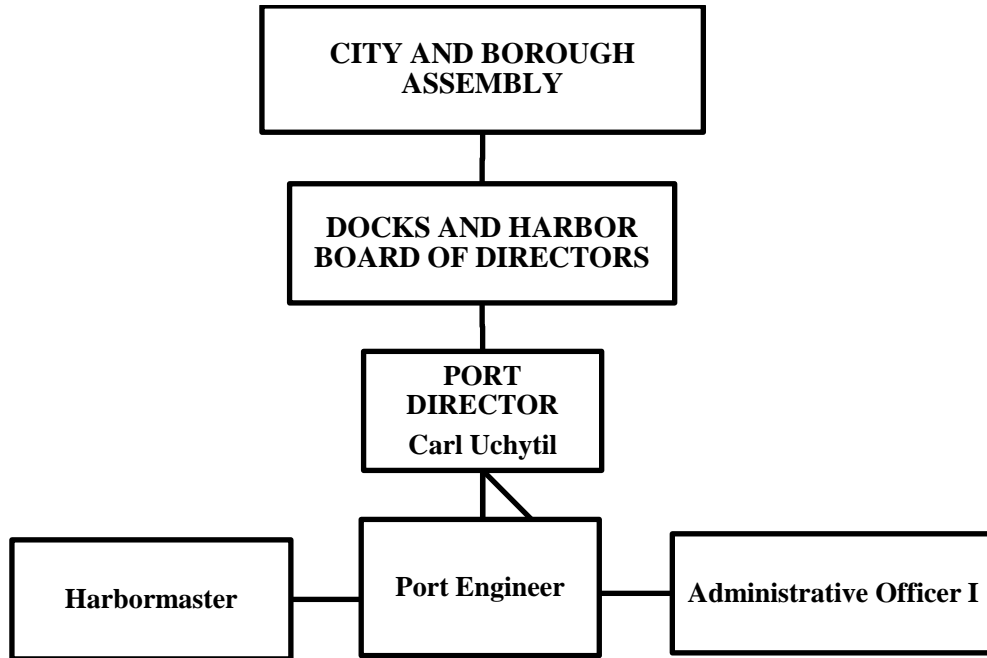 CITY AND BOROUGH
ASSEMBLY
DOCKS AND HARBOR
BOARD OF DIRECTORS
PORT
DIRECTOR
Carl Uchytil
Harbormaster
Port Engineer
Administrative Officer I